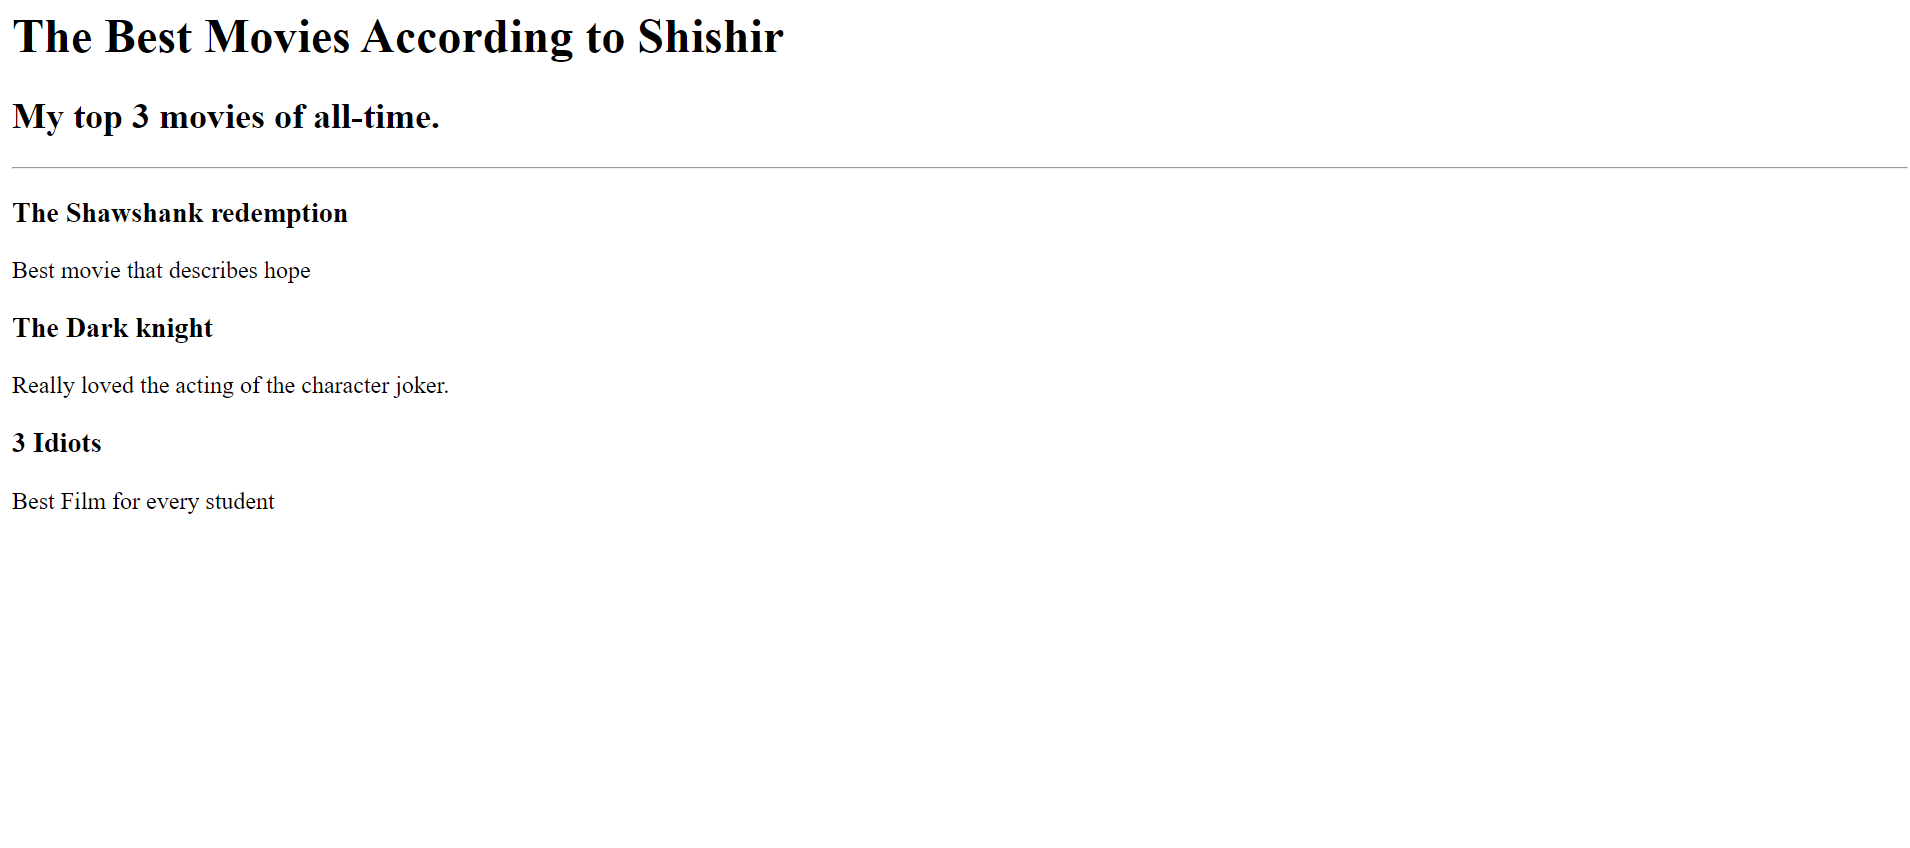 The Best Movies According to Shishir
My top 3 movies of all-time.
The Shawshank redemption
Best movie that describes hope
The Dark knight
Really loved the acting of the character joker.
3 Idiots
Best Film for every student